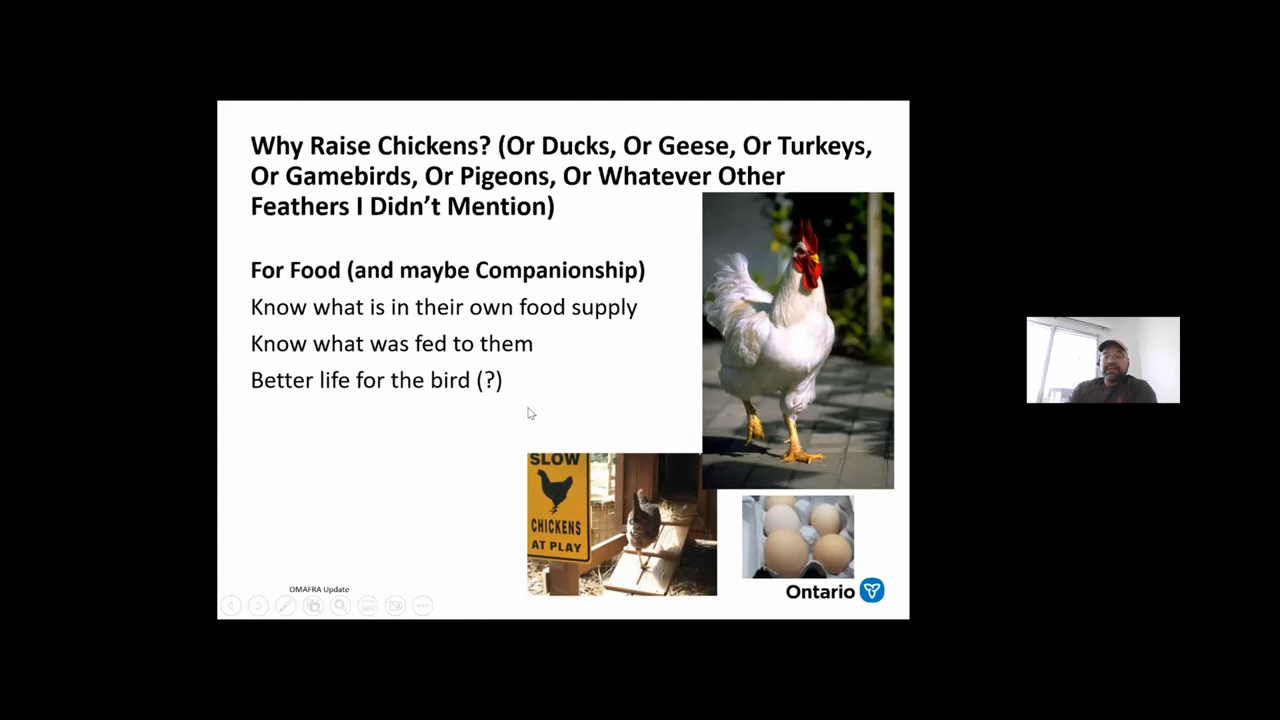 Why Raise Chickens? (Or Ducks, Or Geese, Or Turkeys,
Or Gamebirds, Or Pigeons, Or Whatever Other
Feathers I Didn't Mention)
For Food (and maybe Companionship)
Know what is in their own food supply
Know what was fed to them
Better life for the bird (?)
SLOW
CHICKENS
AT PLAY
OMAFRA Update
Ontario